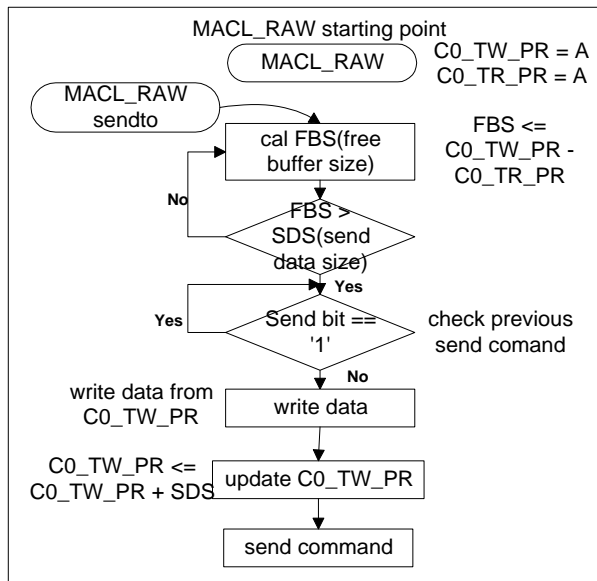 MACL_RAW starting point
MACL_RAW
C0_TW_PR = A
C0_TR_PR = A
MACL_RAW
sendto
cal FBS(free
buffer size)
FBS <=
C0_TW_PR -
C0_TR_PR
No
FBS >
SDS(send
data size)
Yes
Yes
Send bit ==
'1'
check previous
send comand
No
write data from
C0_TW_PR
write data
C0_TW_PR <=
C0_TW_PR + SDS
update C0_TW_PR
send command